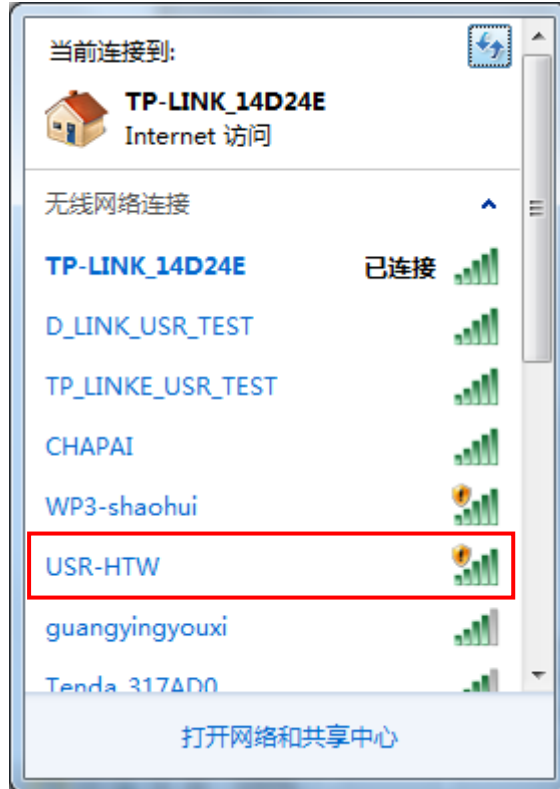 当前连接到:
TP-LINK_14D24E
Internet 访问
无线网络连接
TP-LINK_14D24E 已连接
D_LINK_USR_TEST
TP_LINKE_USR_TEST
CHAPAI
WP3-shaohui
USR-HTW
guangyingyouxi
Tenda_317AD0
打开网络和共享中心